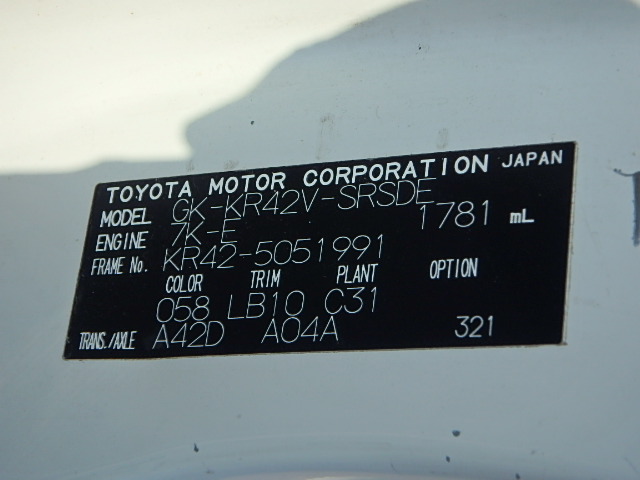 TOYOTA MOTOR CORPORATION JAPAN
MODEL GK-KR42V-SRSDE
ENGINE 7K-E 1781 mL
FRAME No. KR42-5051991
COLOR TRIM PLANT OPTION
058 LB10 C31
TRANS./AXLE A42D A04A 321